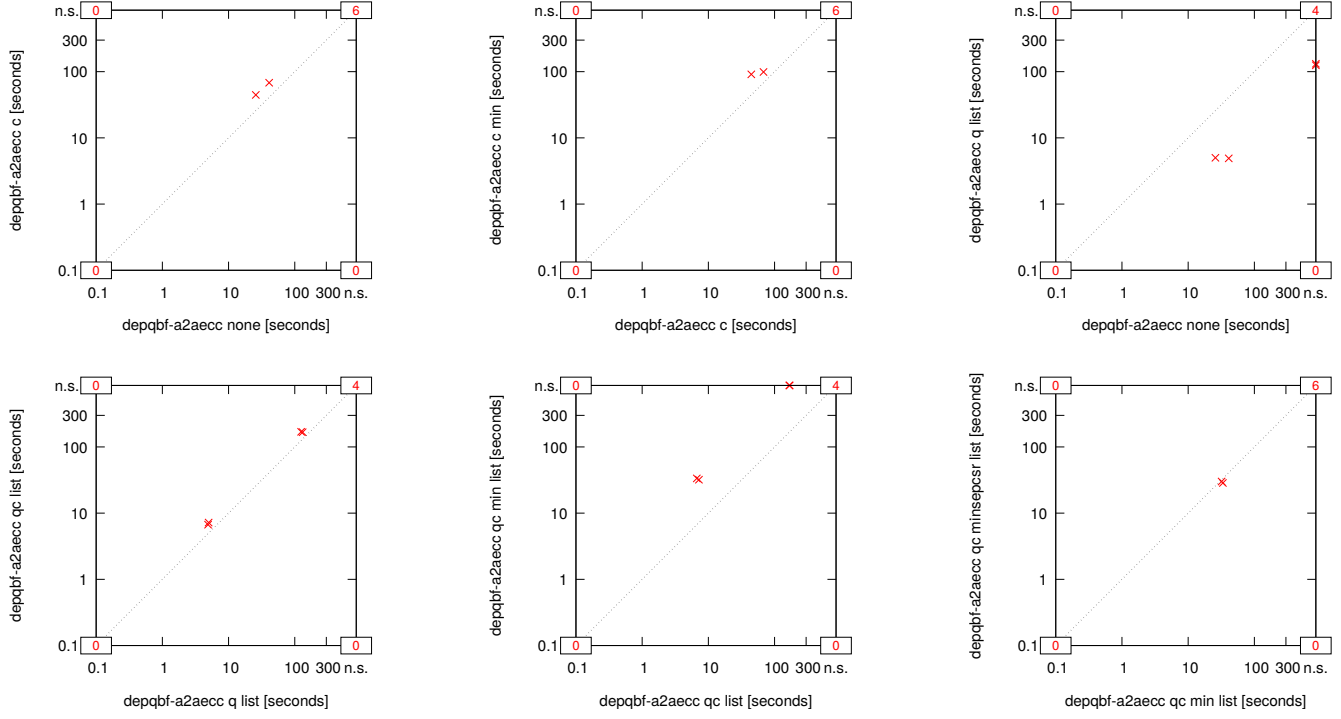 n.s. 0 6
300
100
10
1
0.1 0 0
0.1 1 10 100 300 n.s.
depqbf-a2aecc c [seconds]
depqbf-a2aecc none [seconds]
n.s. 0 6
300
100
10
1
0.1 0 0
0.1 1 10 100 300 n.s.
depqbf-a2aecc c min [seconds]
depqbf-a2aecc c [seconds]
n.s. 0 4
300
100
10
1
0.1 0 0
0.1 1 10 100 300 n.s.
depqbf-a2aecc q list [seconds]
depqbf-a2aecc none [seconds]
n.s. 0 4
300
100
10
1
0.1 0 0
0.1 1 10 100 300 n.s.
depqbf-a2aecc qc list [seconds]
depqbf-a2aecc q list [seconds]
n.s. 0 4
300
100
10
1
0.1 0 0
0.1 1 10 100 300 n.s.
depqbf-a2aecc qc min list [seconds]
depqbf-a2aecc qc list [seconds]
n.s. 0 6
300
100
10
1
0.1 0 0
0.1 1 10 100 300 n.s.
depqbf-a2aecc qc minsepcsr list [seconds]
depqbf-a2aecc qc min list [seconds]